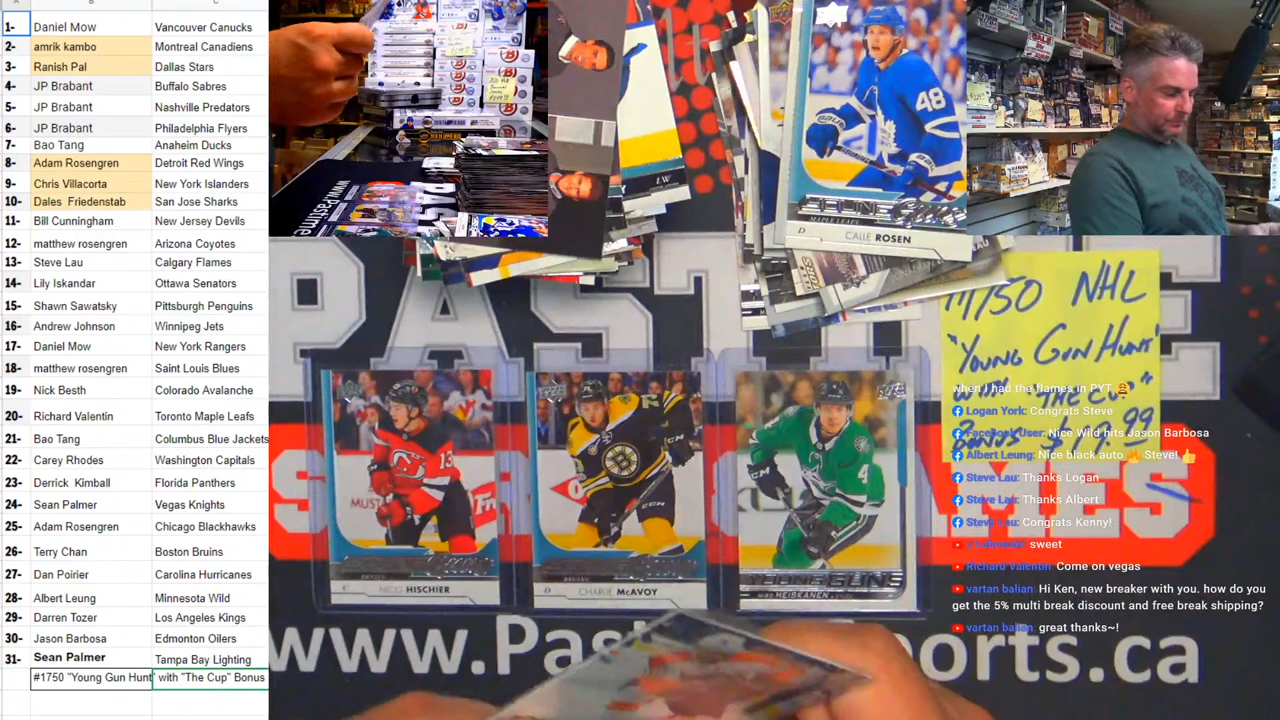 1- Daniel Mow Vancouver Canucks
2- amrik kambo Montreal Canadiens
3- Ranish Pal Dallas Stars
4- JP Brabant Buffalo Sabres
5- JP Brabant Nashville Predators
6- JP Brabant Philadelphia Flyers
7- Bao Tang Anaheim Ducks
8- Adam Rosengren Detroit Red Wings
9- Chris Villacorta New York Islanders
10- Dales Friedenstab San Jose Sharks
11- Bill Cunningham New Jersey Devils
12- matthew rosengren Arizona Coyotes
13- Steve Lau Calgary Flames
14- Lily Iskandar Ottawa Senators
15- Shawn Sawatsky Pittsburgh Penguins
16- Andrew Johnson Winnipeg Jets
17- Daniel Mow New York Rangers
18- matthew rosengren Saint Louis Blues
19- Nick Besth Colorado Avalanche
20- Richard Valentin Toronto Maple Leafs
21- Bao Tang Columbus Blue Jackets
22- Carey Rhodes Washington Capitals
23- Derrick Kimball Florida Panthers
24- Sean Palmer Vegas Knights
25- Adam Rosengren Chicago Blackhawks
26- Terry Chan Boston Bruins
27- Dan Poirier Carolina Hurricanes
28- Albert Leung Minnesota Wild
29- Darren Tozer Los Angeles Kings
30- Jason Barbosa Edmonton Oilers
31- Sean Palmer Tampa Bay Lighting
#1750 "Young Gun Hunt" with "The Cup" Bonus
48
MAPLE LEAFS
D CALLE ROSEN
/50 NHL
"Young Gun Hunt"
when I had the flames in PYT
Logan York: Congrats Steve
Facebook User: Nice Wild hits Jason Barbosa
Albert Leung: Nice black auto Steve!
Steve Lau: Thanks Logan
Steve Lau: Thanks Albert
Steve Lau: Congrats Kenny!
sweet
Richard Valentin: Come on vegas
vartan balian: Hi Ken, new breaker with you. how do you
get the 5% multi break discount and free break shipping?
vartan balian: great thanks~!
PAST
MES
13
C NICO HISCHIER
D CHARLIE McAVOY
4
YOUNG GUNS
MIRO HEISKANEN
www.Pas orts.ca